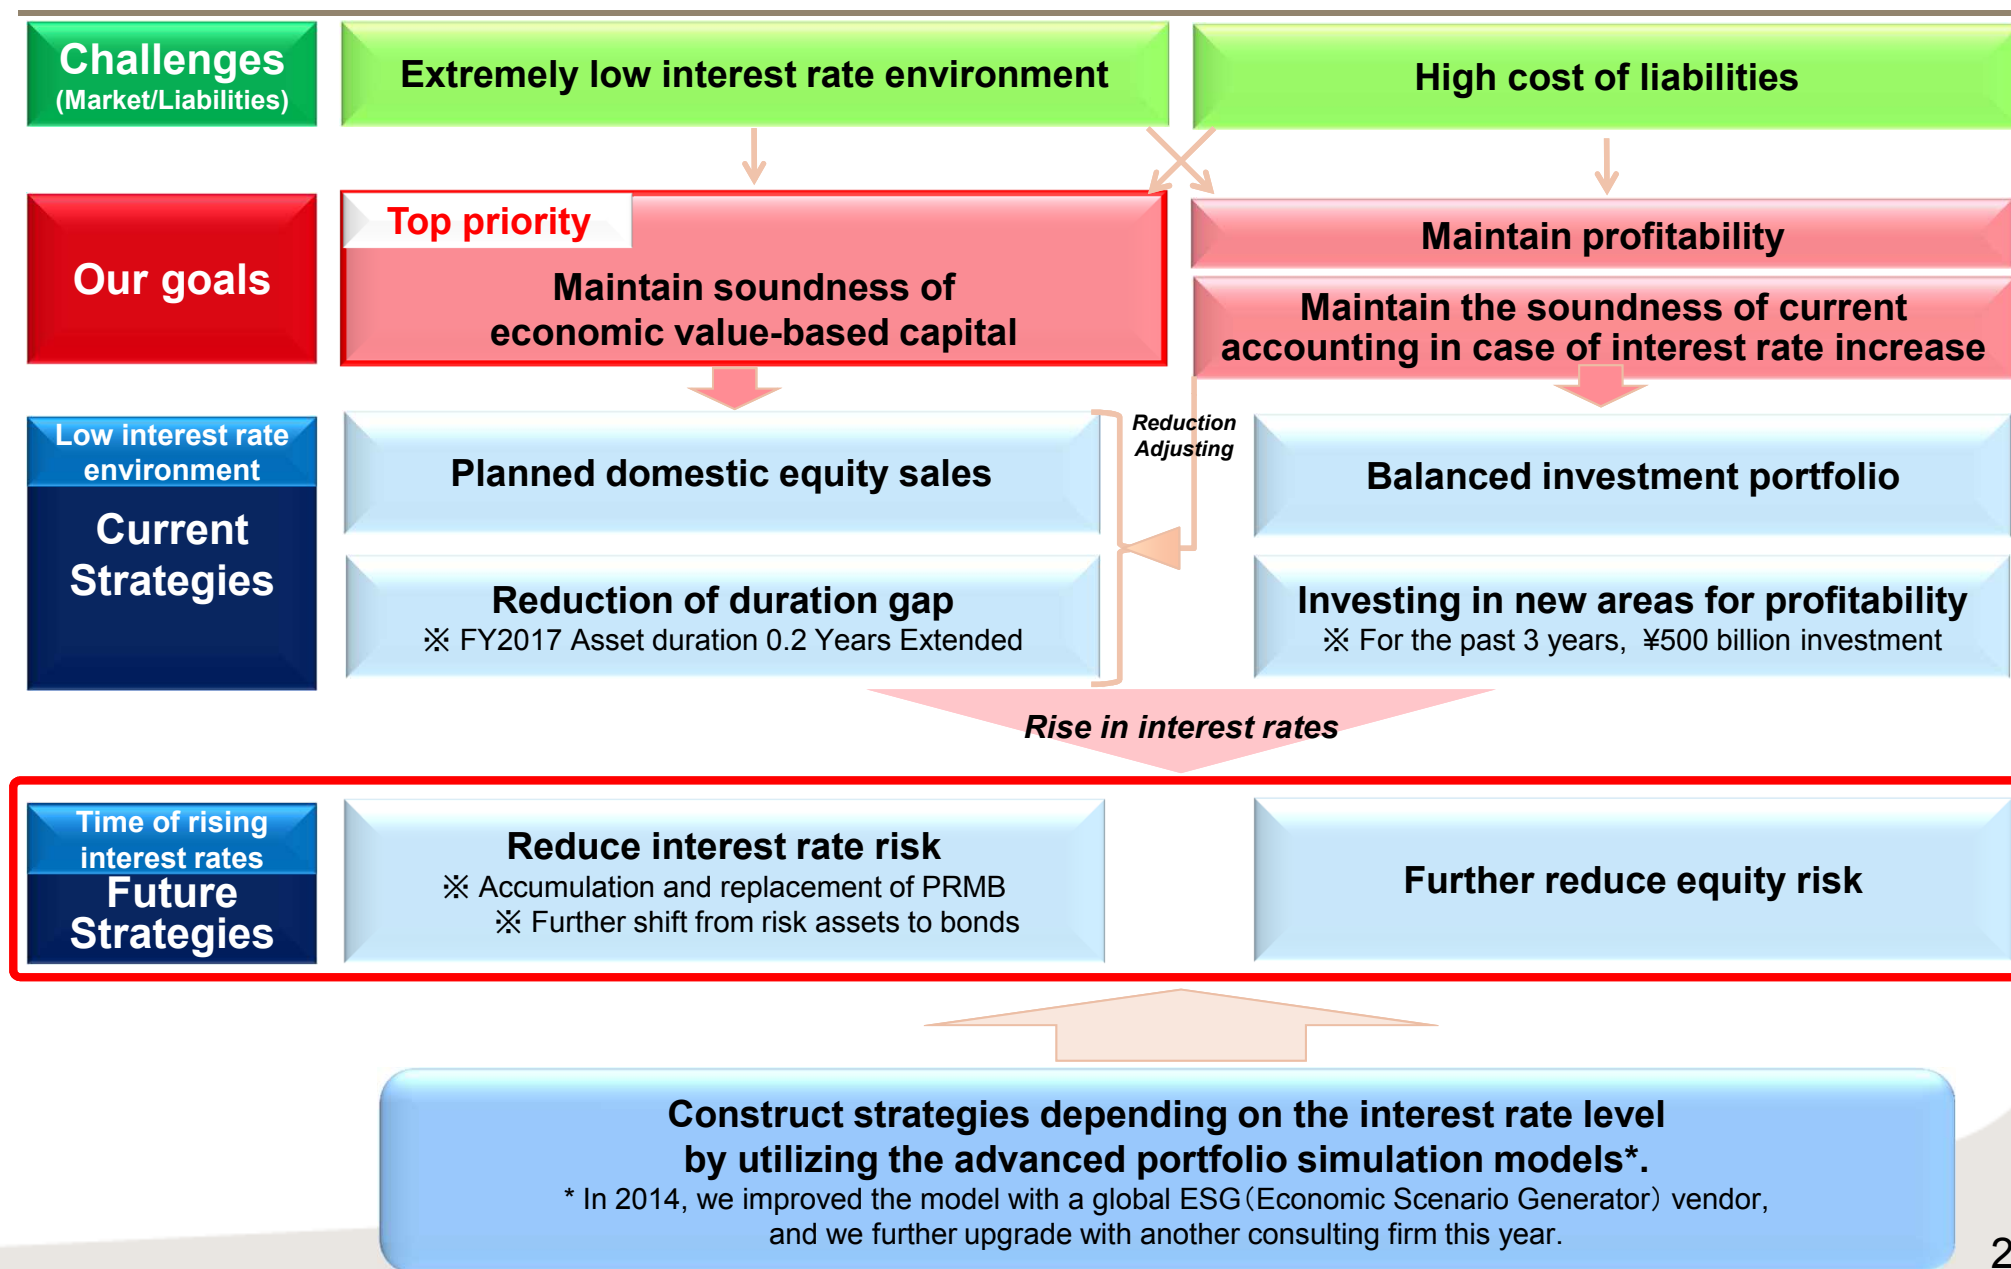 Challenges
(Market/Liabilities)
Extremely low interest rate environment
High cost of liabilities
Our goals
Top priority
Maintain soundness of
economic value-based capital
Maintain profitability
Maintain the soundness of current
accounting in case of interest rate increase
Low interest rate
environment
Current
Strategies
Planned domestic equity sales
Reduction
Adjusting
Balanced investment portfolio
Reduction of duration gap
※ FY2017 Asset duration 0.2 Years Extended
Investing in new areas for profitability
※ For the past 3 years, ¥500 billion investment
Rise in interest rates
Time of rising
interest rates
Future
Strategies
Reduce interest rate risk
※ Accumulation and replacement of PRMB
※ Further shift from risk assets to bonds
Further reduce equity risk
Construct strategies depending on the interest rate level
by utilizing the advanced portfolio simulation models*.
* In 2014, we improved the model with a global ESG（Economic Scenario Generator）vendor,
and we further upgrade with another consulting firm this year.
2